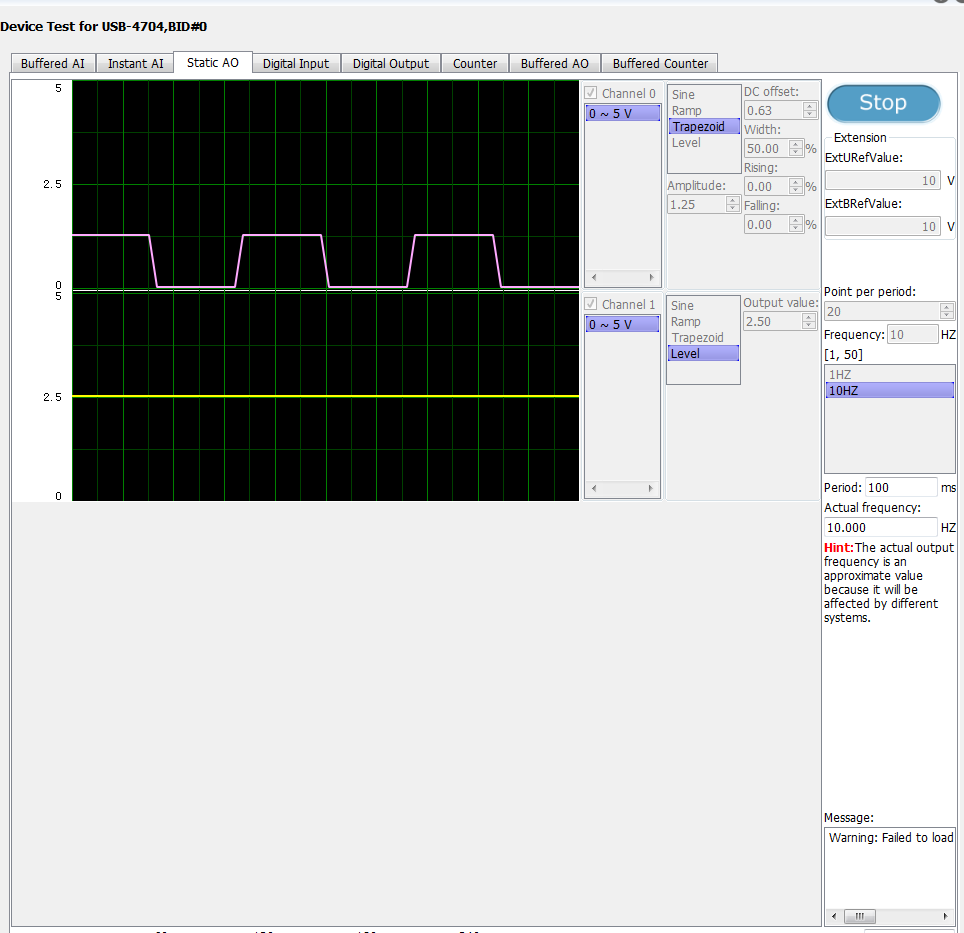 Device Test for USB-4704,BID#0
Buffered AI Instant AI Static AO Digital Input Digital Output Counter Buffered AO Buffered Counter
5
2.5
0
Channel 0
0 ~ 5 V
Sine
Ramp
Trapezoid
Level
Amplitude:
1.25
DC offset:
0.63
Width:
50.00 %
Rising:
0.00 %
Falling:
0.00 %
5
2.5
0
Channel 1
0 ~ 5 V
Sine
Ramp
Trapezoid
Level
Output value:
2.50
Stop
Extension
ExtURefValue:
10 V
ExtBRefValue:
10 V
Point per period:
20
Frequency: 10 HZ
[1, 50]
1HZ
10HZ
Period: 100 ms
Actual frequency:
10.000 HZ
Hint:The actual output
frequency is an
approximate value
because it will be
affected by different
systems.
Message:
Warning: Failed to load